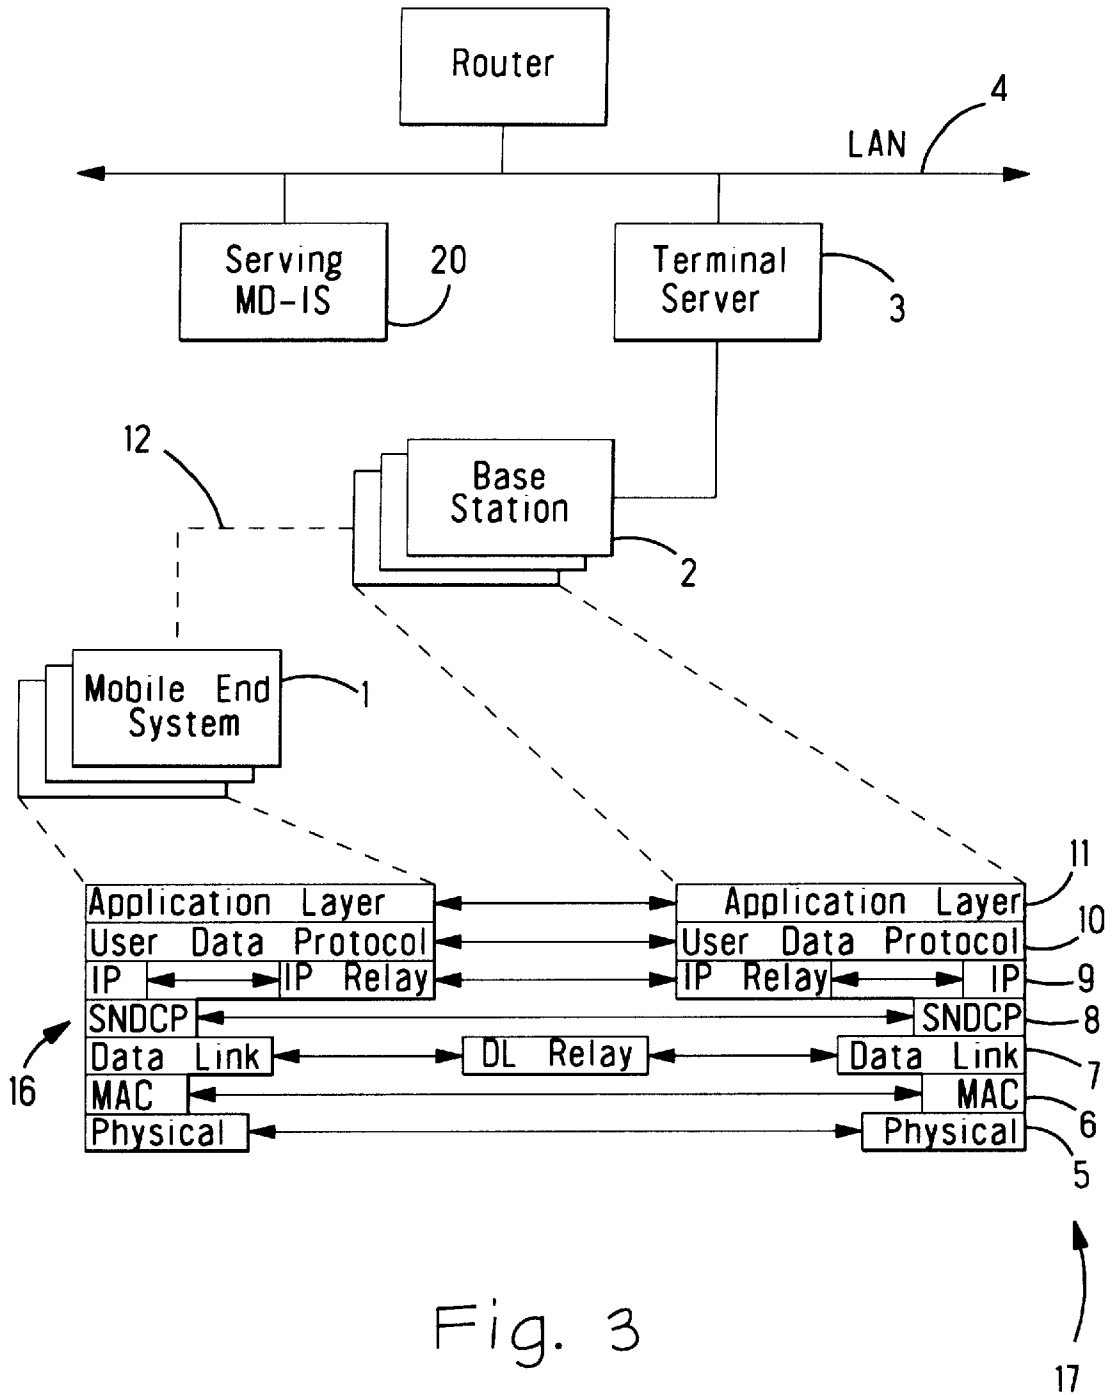 Router
4
LAN
Serving
MD-IS
20
Terminal
Server
3
12
Base
Station
2
Mobile End
System
1
11
Application Layer
Application Layer
10
User Data Protocol
User Data Protocol
IP
IP Relay
IP Relay
IP
9
SNDCP
SNDCP
8
Data Link
DL Relay
Data Link
7
16
MAC
MAC
6
Physical
Physical
5
Fig. 3
17